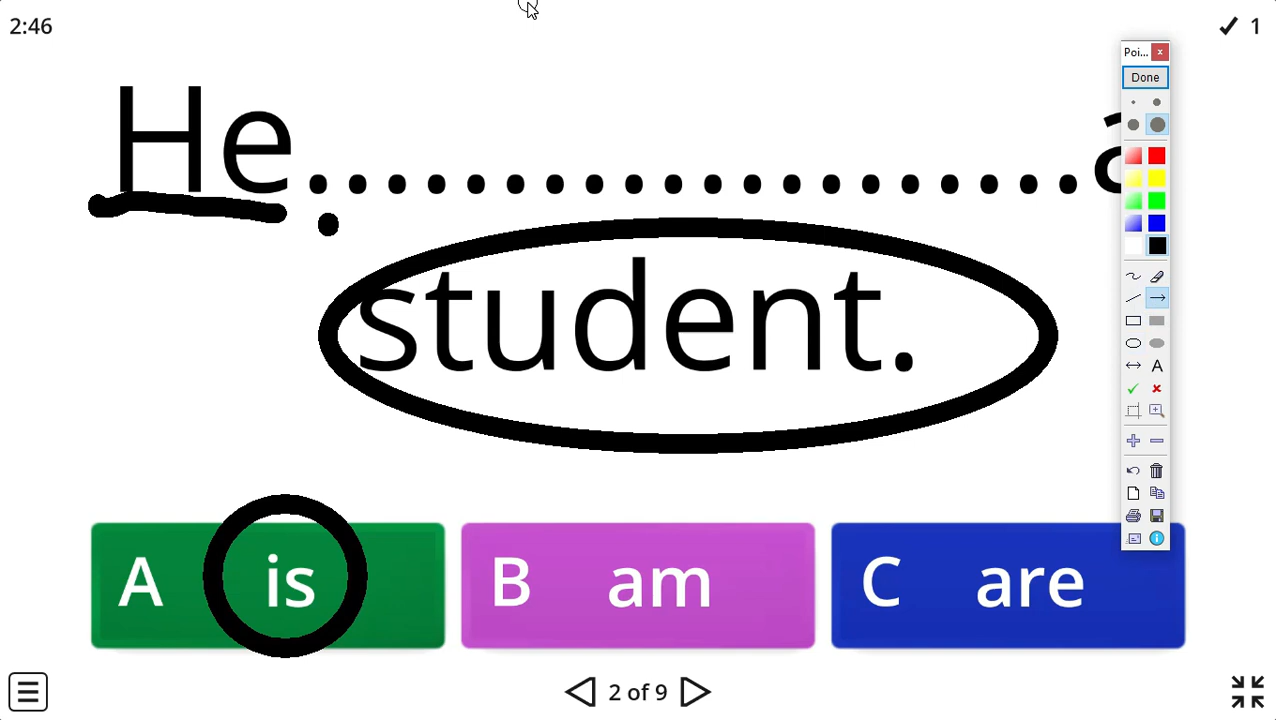 2:46
✓ 1
He....................a
student.
Poi...
Done
A
A is
B am
C are
2 of 9